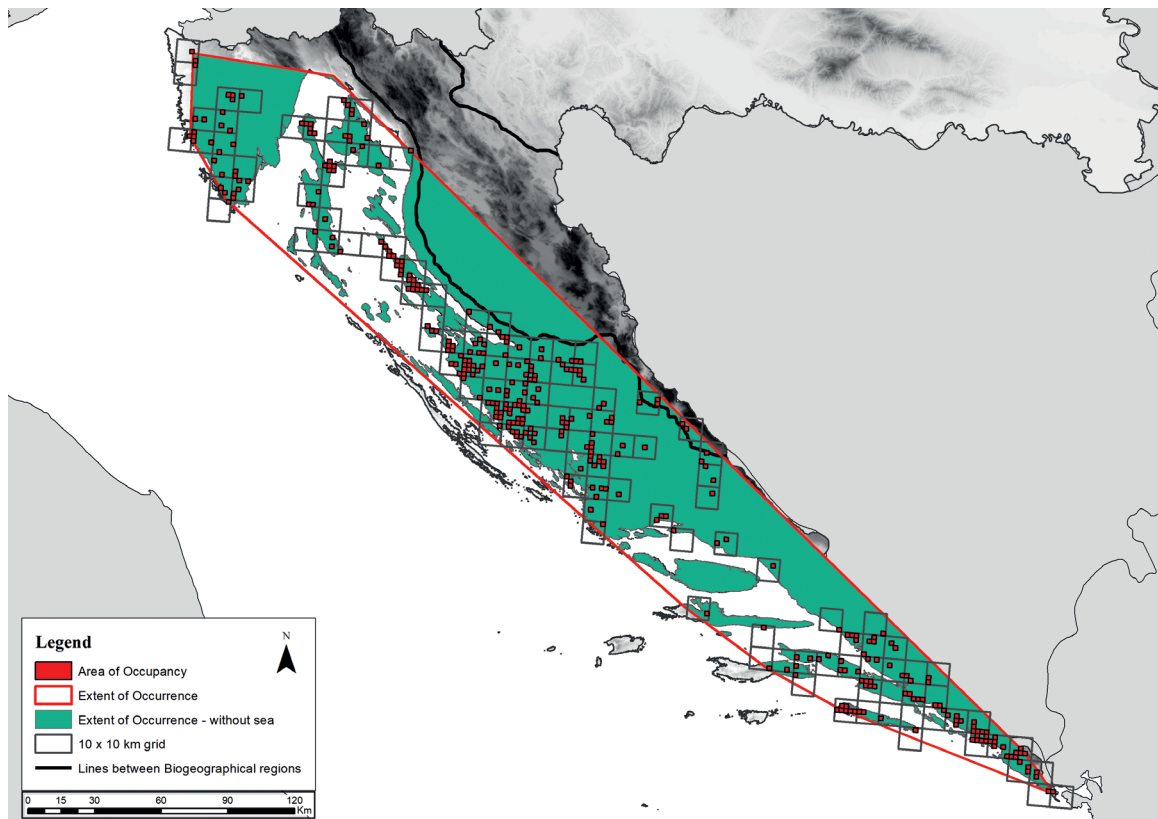 Legend
N
Area of Occupancy
Extent of Occurrence
Extent of Occurrence - without sea
10 x 10 km grid
Lines between Biogeographical regions
0 15 30 60 90 120
Km